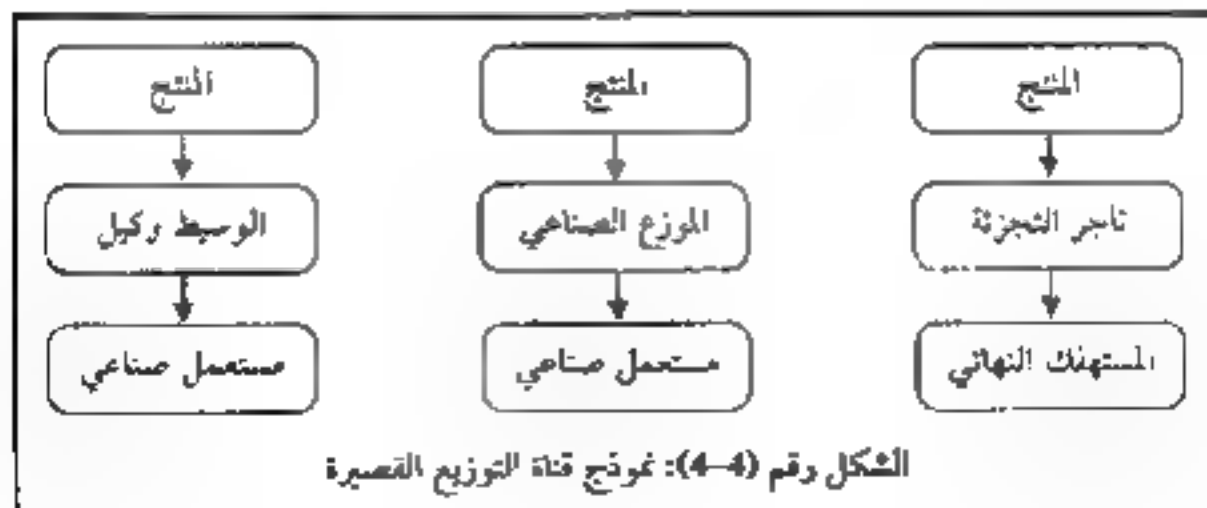 المنتج
المنتج
المنتج
تاجر التجزئة
الموزع الصناعي
الوسيط وكيل
المستهلك النهائي
مستعمل صناعي
مستعمل صناعي
الشكل رقم (4-4): نموذج قناة التوزيع القصيرة